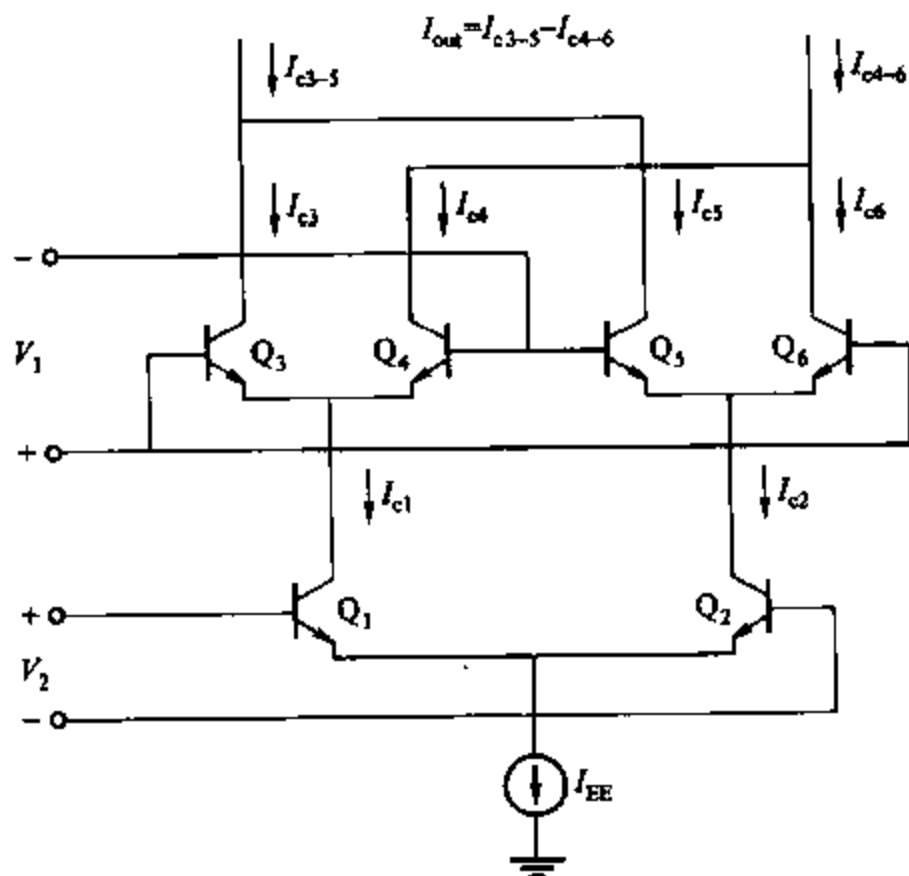 I_out=I_c3-5-I_c4-6
I_c3-5
I_c4-6
I_c3
I_c4
I_c5
I_c6
-
V_1
Q_3
Q_4
Q_5
Q_6
+
I_c1
I_c2
+
Q_1
Q_2
V_2
-
I_EE